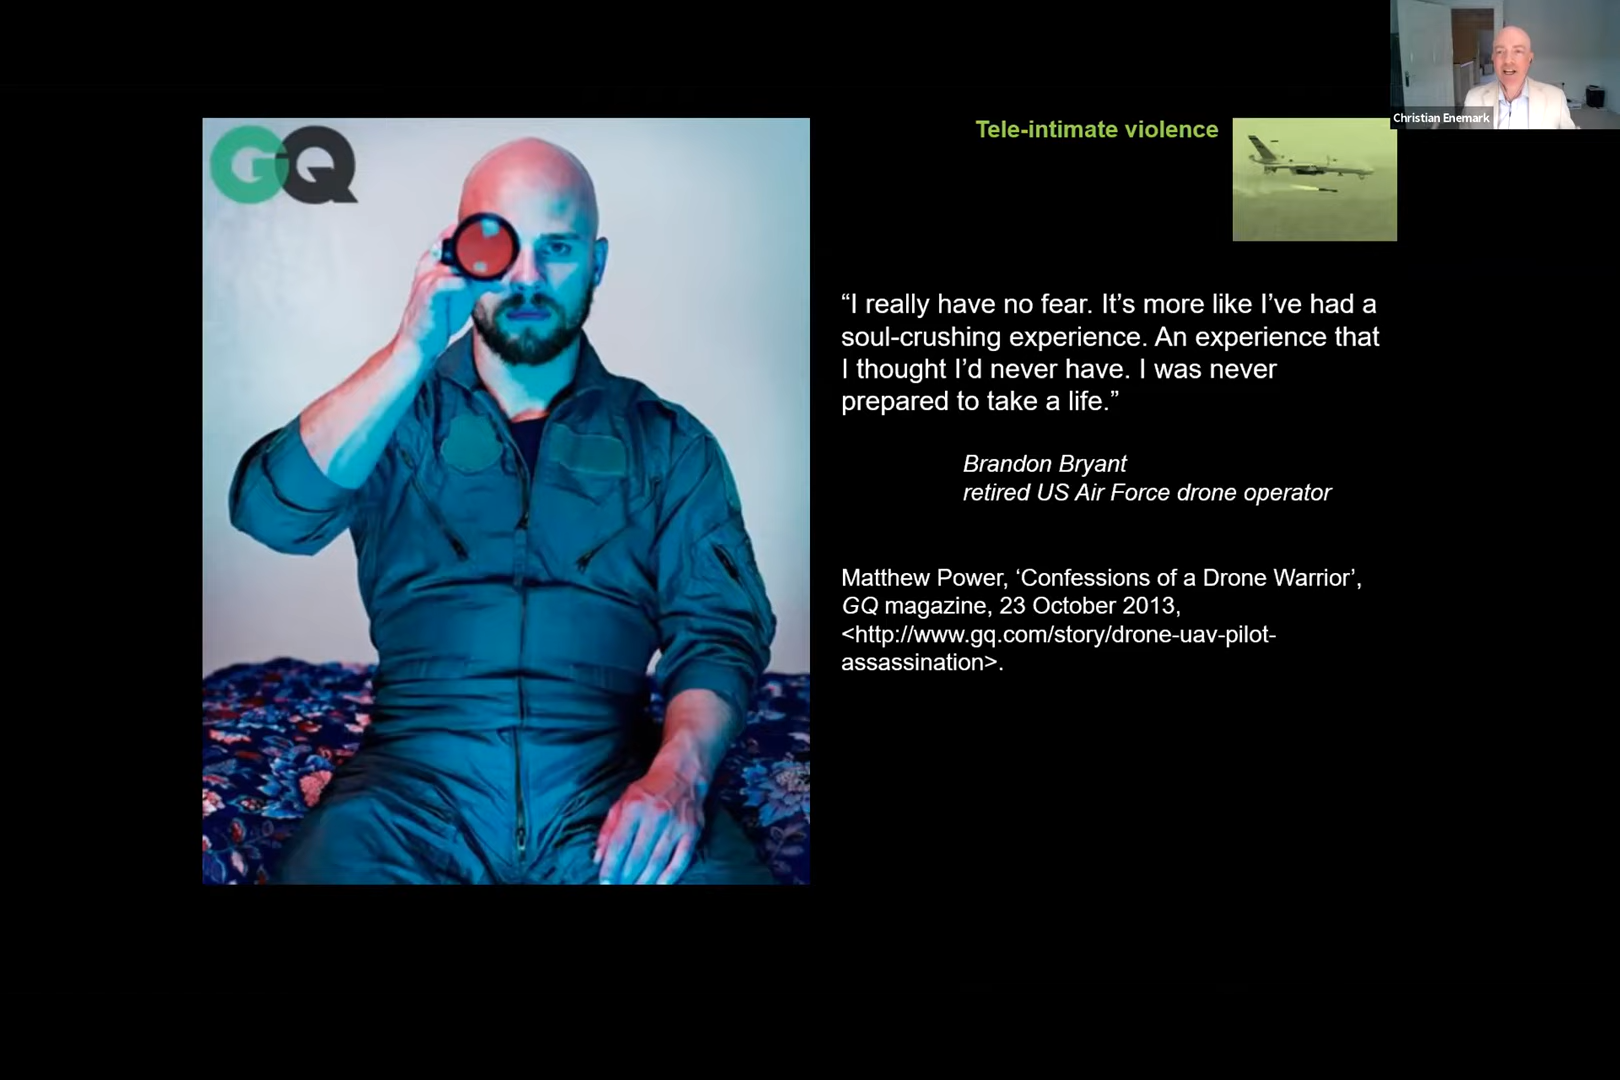 GQ
Tele-intimate violence
Christian Enemark
“I really have no fear. It’s more like I’ve had a
soul-crushing experience. An experience that
I thought I’d never have. I was never
prepared to take a life.”
Brandon Bryant
retired US Air Force drone operator
Matthew Power, ‘Confessions of a Drone Warrior’,
GQ magazine, 23 October 2013,
<http://www.gq.com/story/drone-uav-pilot-
assassination>.